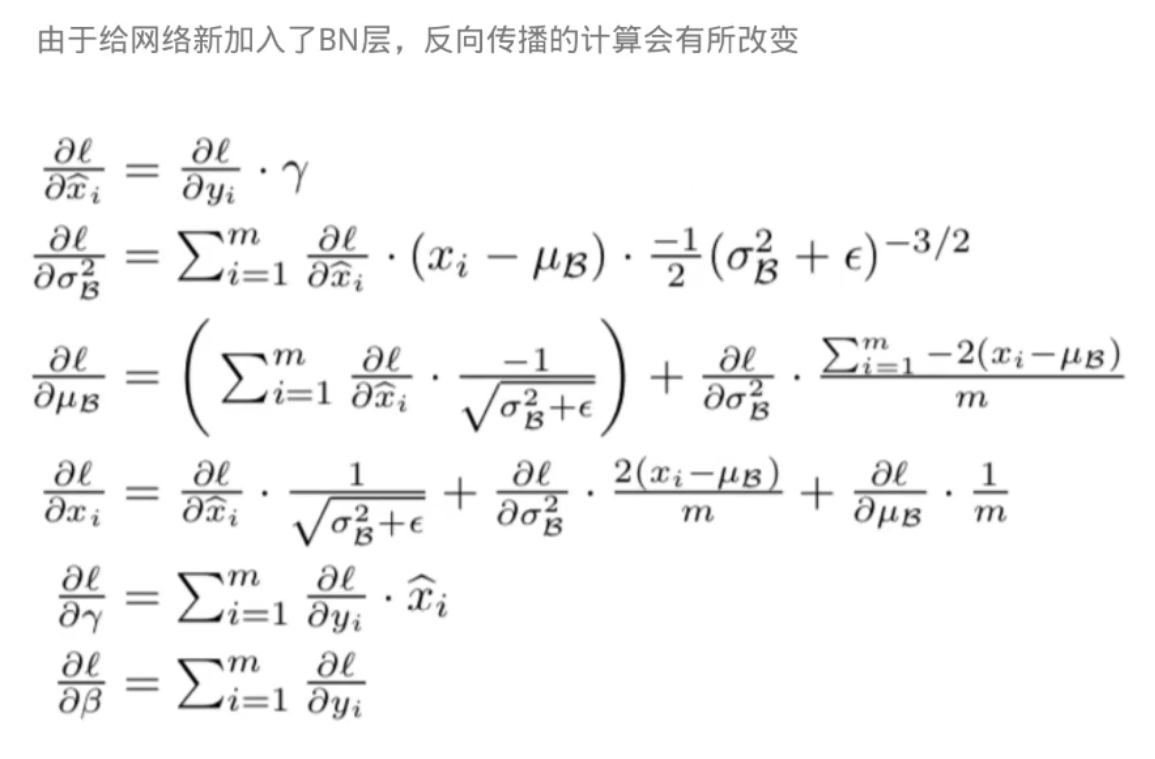 由于给网络新加入了BN层，反向传播的计算会有所改变
\frac{\partial \ell}{\partial \widehat{x}_i} = \frac{\partial \ell}{\partial y_i} \cdot \gamma
\frac{\partial \ell}{\partial \sigma_{\mathcal{B}}^2} = \sum_{i=1}^{m} \frac{\partial \ell}{\partial \widehat{x}_i} \cdot (x_i - \mu_{\mathcal{B}}) \cdot \frac{-1}{2} (\sigma_{\mathcal{B}}^2 + \epsilon)^{-3/2}
\frac{\partial \ell}{\partial \mu_{\mathcal{B}}} = \left( \sum_{i=1}^{m} \frac{\partial \ell}{\partial \widehat{x}_i} \cdot \frac{-1}{\sqrt{\sigma_{\mathcal{B}}^2 + \epsilon}} \right) + \frac{\partial \ell}{\partial \sigma_{\mathcal{B}}^2} \cdot \frac{\sum_{i=1}^{m} -2(x_i - \mu_{\mathcal{B}})}{m}
\frac{\partial \ell}{\partial x_i} = \frac{\partial \ell}{\partial \widehat{x}_i} \cdot \frac{1}{\sqrt{\sigma_{\mathcal{B}}^2 + \epsilon}} + \frac{\partial \ell}{\partial \sigma_{\mathcal{B}}^2} \cdot \frac{2(x_i - \mu_{\mathcal{B}})}{m} + \frac{\partial \ell}{\partial \mu_{\mathcal{B}}} \cdot \frac{1}{m}
\frac{\partial \ell}{\partial \gamma} = \sum_{i=1}^{m} \frac{\partial \ell}{\partial y_i} \cdot \widehat{x}_i
\frac{\partial \ell}{\partial \beta} = \sum_{i=1}^{m} \frac{\partial \ell}{\partial y_i}